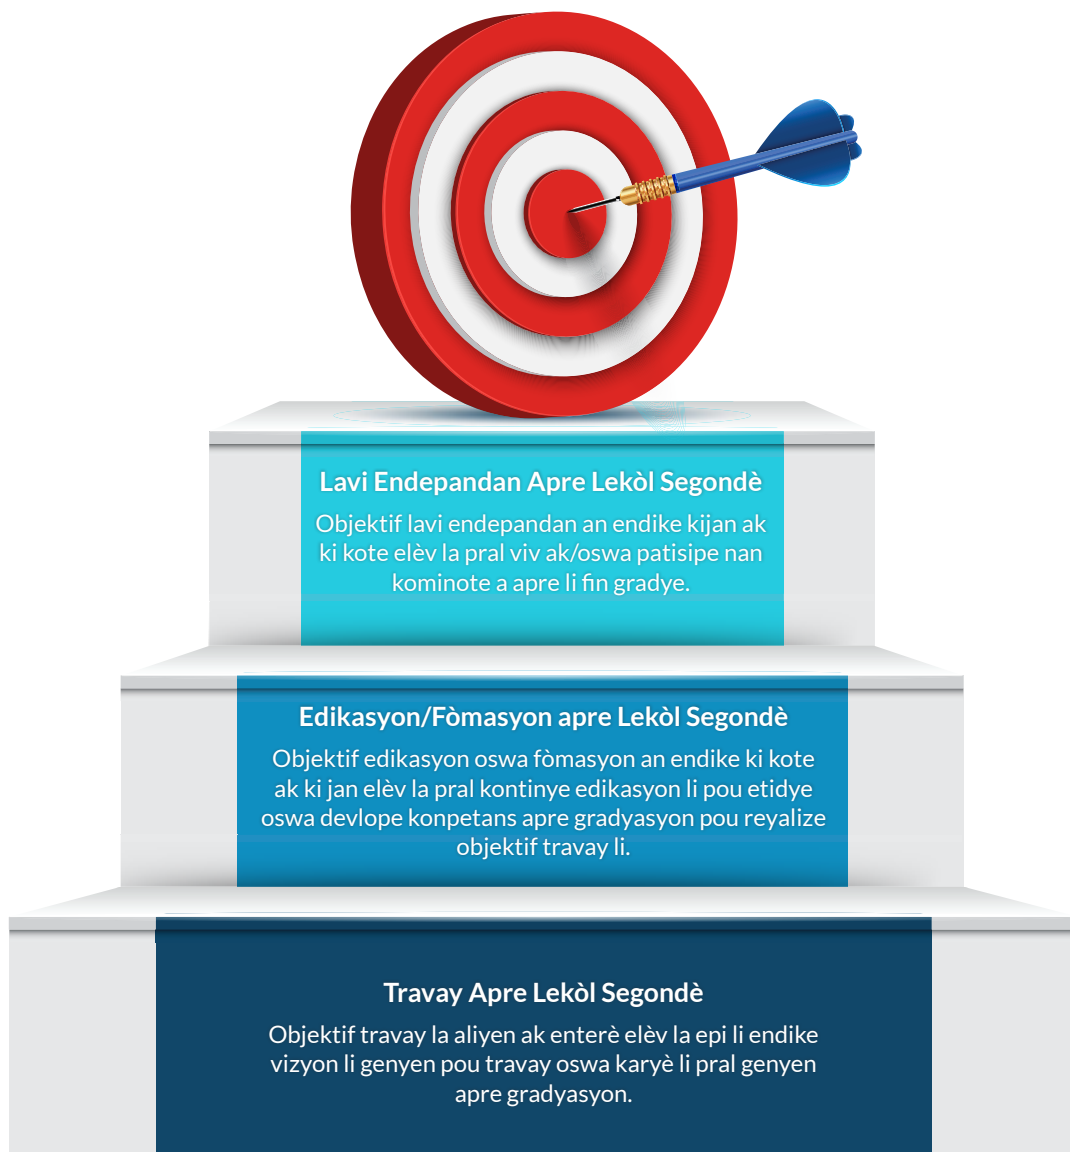 Lavi Endepandan Apre Lekòl Segondè
Objektif lavi endepandan an endike kijan ak
ki kote elèv la pral viv ak/oswa patisipe nan
kominote a apre li fin gradye.
Edikasyon/Fòmasyon apre Lekòl Segondè
Objektif edikasyon oswa fòmasyon an endike ki kote
ak ki jan elèv la pral kontinye edikasyon li pou etidye
oswa devlope konpetans apre gradyasyon pou reyalize
objektif travay li.
Travay Apre Lekòl Segondè
Objektif travay la aliyen ak enterè elèv la epi li endike
vizyon li genyen pou travay oswa karyè li pral genyen
apre gradyasyon.